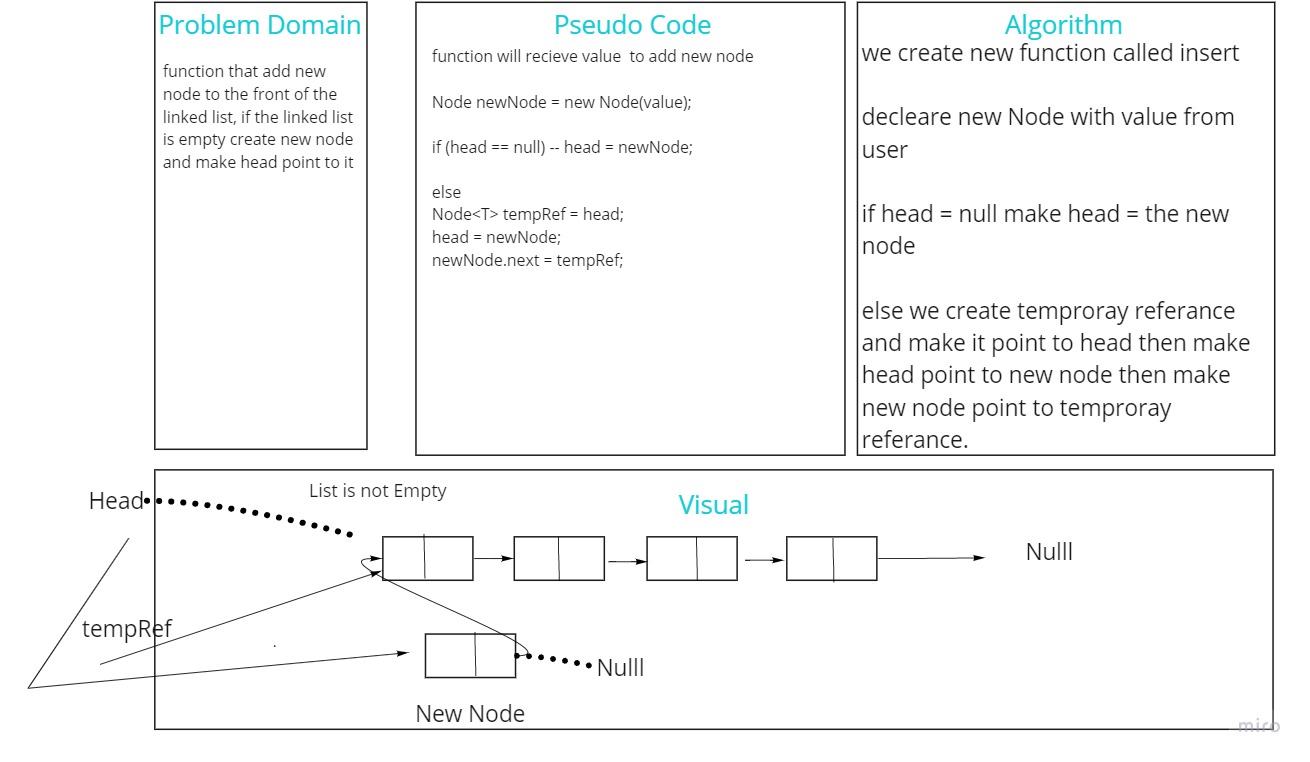 Problem Domain
function that add new
node to the front of the
linked list, if the linked list
is empty create new node
and make head point to it
Pseudo Code
function will recieve value  to add new node
Node newNode = new Node(value);
if (head == null) -- head = newNode;
else
Node<T> tempRef = head;
head = newNode;
newNode.next = tempRef;
Algorithm
we create new function called insert
decleare new Node with value from
user
if head = null make head = the new
node
else we create temproray referance
and make it point to head then make
head point to new node then make
new node point to temproray
referance.
Head
List is not Empty
Visual
Nulll
tempRef
Nulll
New Node
miro